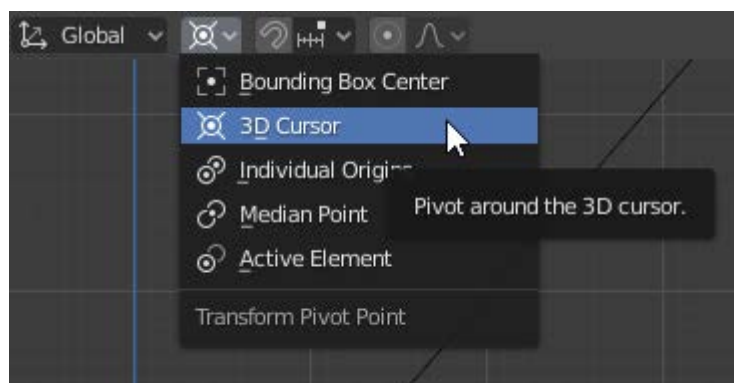 Global
Bounding Box Center
3D Cursor
Individual Origins
Pivot around the 3D cursor.
Median Point
Active Element
Transform Pivot Point